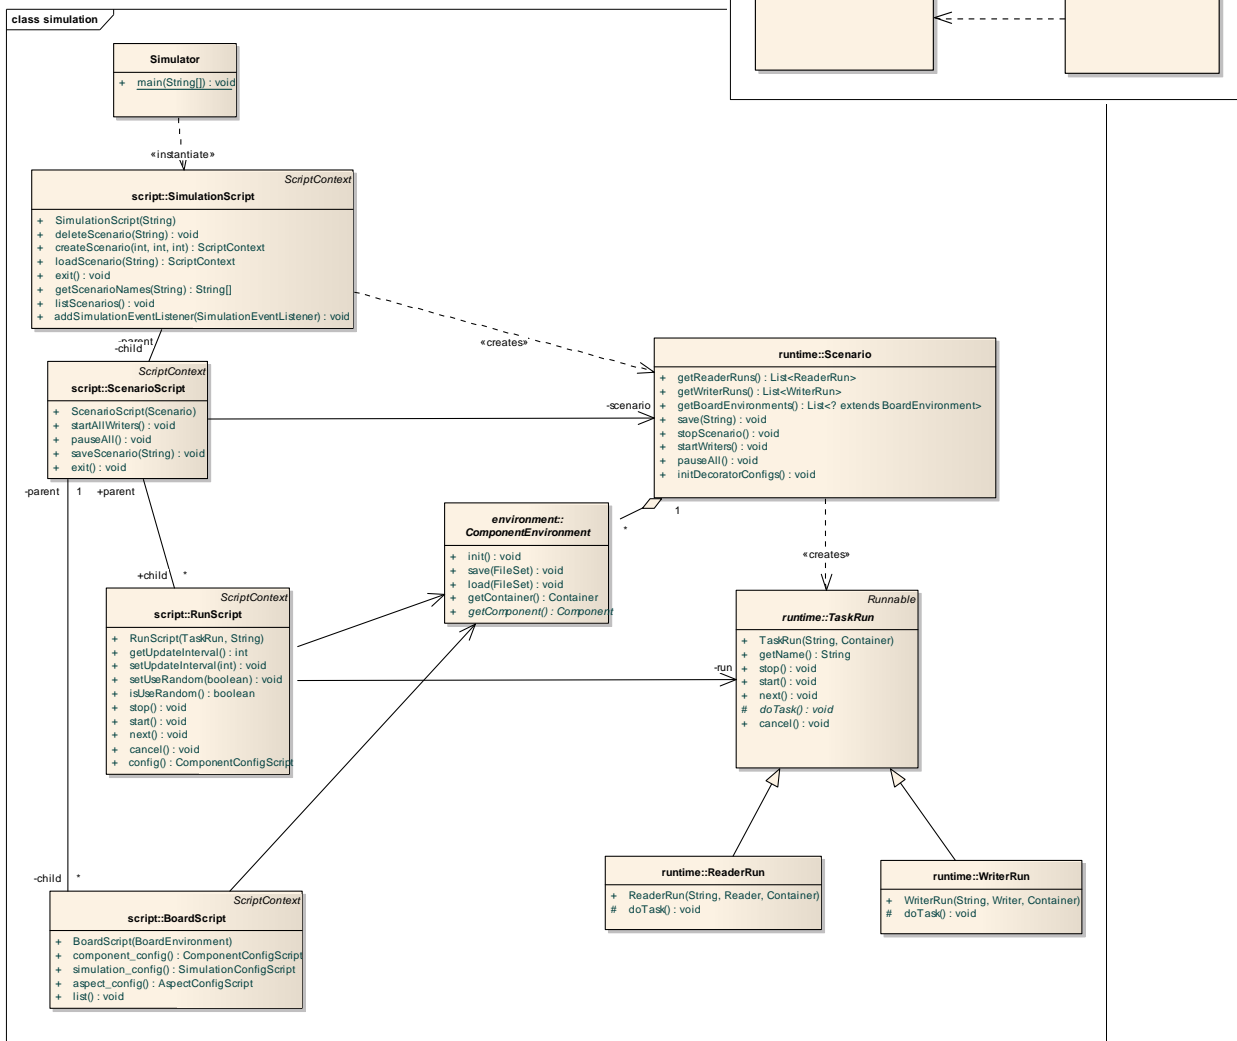 class simulation
Simulator
+ main(String[]) : void
«instantiate»
ScriptContext
script::SimulationScript
+ SimulationScript(String)
+ deleteScenario(String) : void
+ createScenario(int, int, int) : ScriptContext
+ loadScenario(String) : ScriptContext
+ exit() : void
+ getScenarioNames(String) : String[]
+ listScenarios() : void
+ addSimulationEventListener(SimulationEventListener) : void
-parent
-child
«creates»
ScriptContext
script::ScenarioScript
+ ScenarioScript(Scenario)
+ startAllWriters() : void
+ pauseAll() : void
+ saveScenario(String) : void
+ exit() : void
-scenario
runtime::Scenario
+ getReaderRuns() : List<ReaderRun>
+ getWriterRuns() : List<WriterRun>
+ getBoardEnvironments() : List<? extends BoardEnvironment>
+ save(String) : void
+ stopScenario() : void
+ startWriters() : void
+ pauseAll() : void
+ initDecoratorConfigs() : void
-parent 1 +parent
1
*
environment::
ComponentEnvironment
+ init() : void
+ save(FileSet) : void
+ load(FileSet) : void
+ getContainer() : Container
+ getComponent() : Component
«creates»
+child *
ScriptContext
script::RunScript
+ RunScript(TaskRun, String)
+ getUpdateInterval() : int
+ setUpdateInterval(int) : void
+ setUseRandom(boolean) : void
+ isUseRandom() : boolean
+ stop() : void
+ start() : void
+ next() : void
+ cancel() : void
+ config() : ComponentConfigScript
-run
Runnable
runtime::TaskRun
+ TaskRun(String, Container)
+ getName() : String
+ stop() : void
+ start() : void
+ next() : void
# doTask() : void
+ cancel() : void
-child *
ScriptContext
script::BoardScript
+ BoardScript(BoardEnvironment)
+ component_config() : ComponentConfigScript
+ simulation_config() : SimulationConfigScript
+ aspect_config() : AspectConfigScript
+ list() : void
runtime::ReaderRun
+ ReaderRun(String, Reader, Container)
# doTask() : void
runtime::WriterRun
+ WriterRun(String, Writer, Container)
# doTask() : void